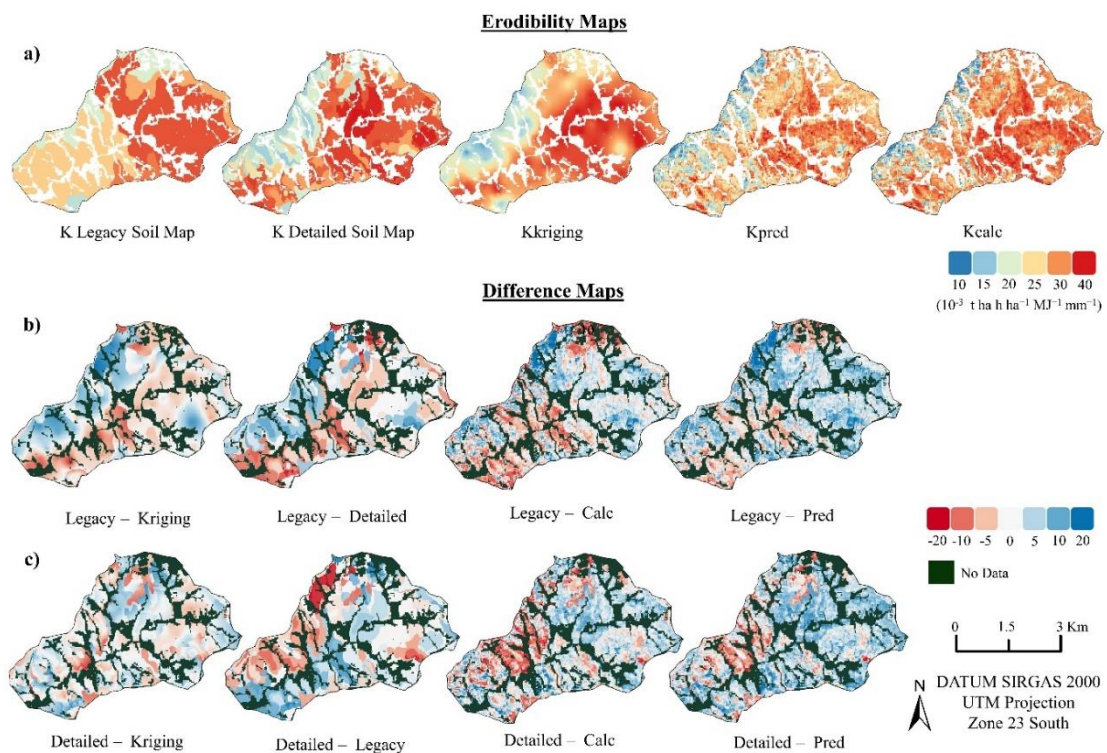 Erodibility Maps
a)
K Legacy Soil Map
K Detailed Soil Map
Kkriging
Kpred
Kcalc
10 15 20 25 30 40
(10⁻³ t ha h ha⁻¹ MJ⁻¹ mm⁻¹)
Difference Maps
b)
Legacy – Kriging
Legacy – Detailed
Legacy – Calc
Legacy – Pred
-20 -10 -5 0 5 10 20
No Data
c)
Detailed – Kriging
Detailed – Legacy
Detailed – Calc
Detailed – Pred
0 1.5 3 Km
N
DATUM SIRGAS 2000
UTM Projection
Zone 23 South